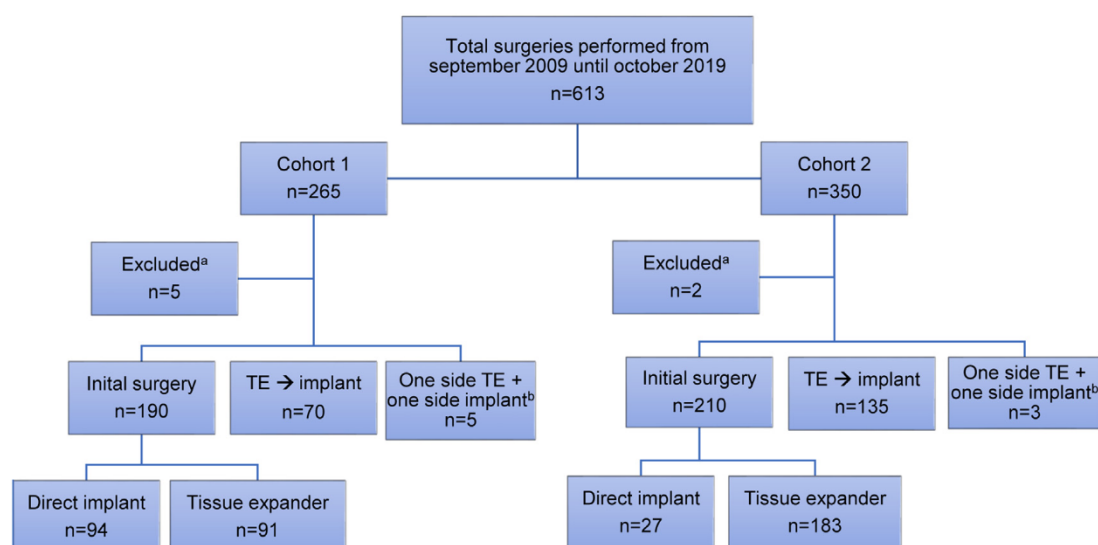 Total surgeries performed from
september 2009 until october 2019
n=613
Cohort 1
n=265
Cohort 2
n=350
Excludedᵃ
n=5
Excludedᵃ
n=2
Inital surgery
n=190
TE → implant
n=70
One side TE +
one side implantᵇ
n=5
Initial surgery
n=210
TE → implant
n=135
One side TE +
one side implantᵇ
n=3
Direct implant
n=94
Tissue expander
n=91
Direct implant
n=27
Tissue expander
n=183